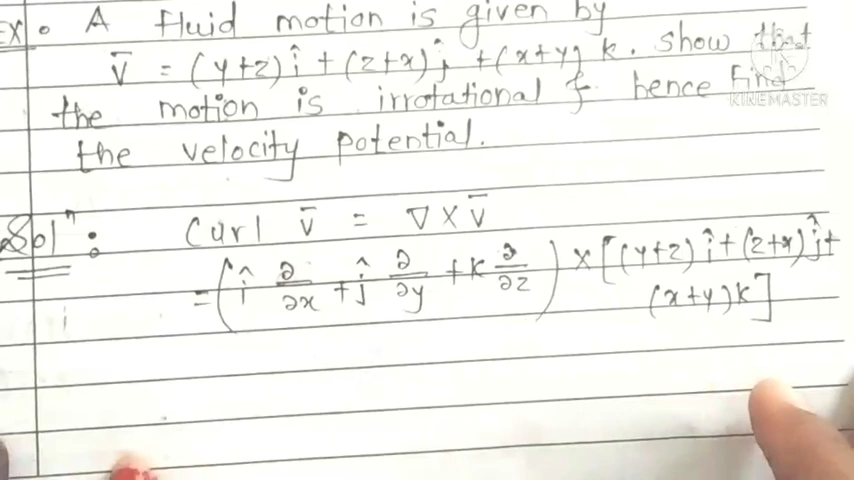 Ex. A fluid motion is given by
V̄ = (y+z)î + (z+x)ĵ + (x+y)k. show that
the motion is irrotational & hence find
KINEMASTER
the velocity potential.
Solⁿ: Curl V̄ = ∇ × V̄
= (î ∂/∂x + ĵ ∂/∂y + k ∂/∂z) × [(y+z)î + (z+x)ĵ +
(x+y)k]